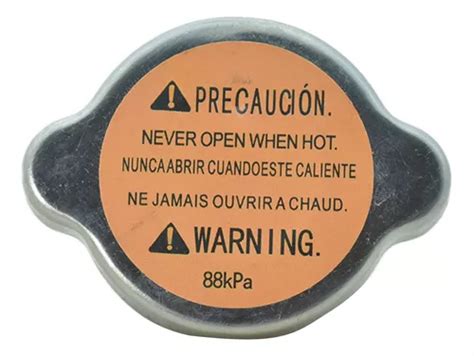 ⚠ PRECAUCIÓN.
NEVER OPEN WHEN HOT.
NUNCA ABRIR CUANDOESTE CALIENTE
NE JAMAIS OUVRIR A CHAUD.
⚠ WARNING.
88kPa